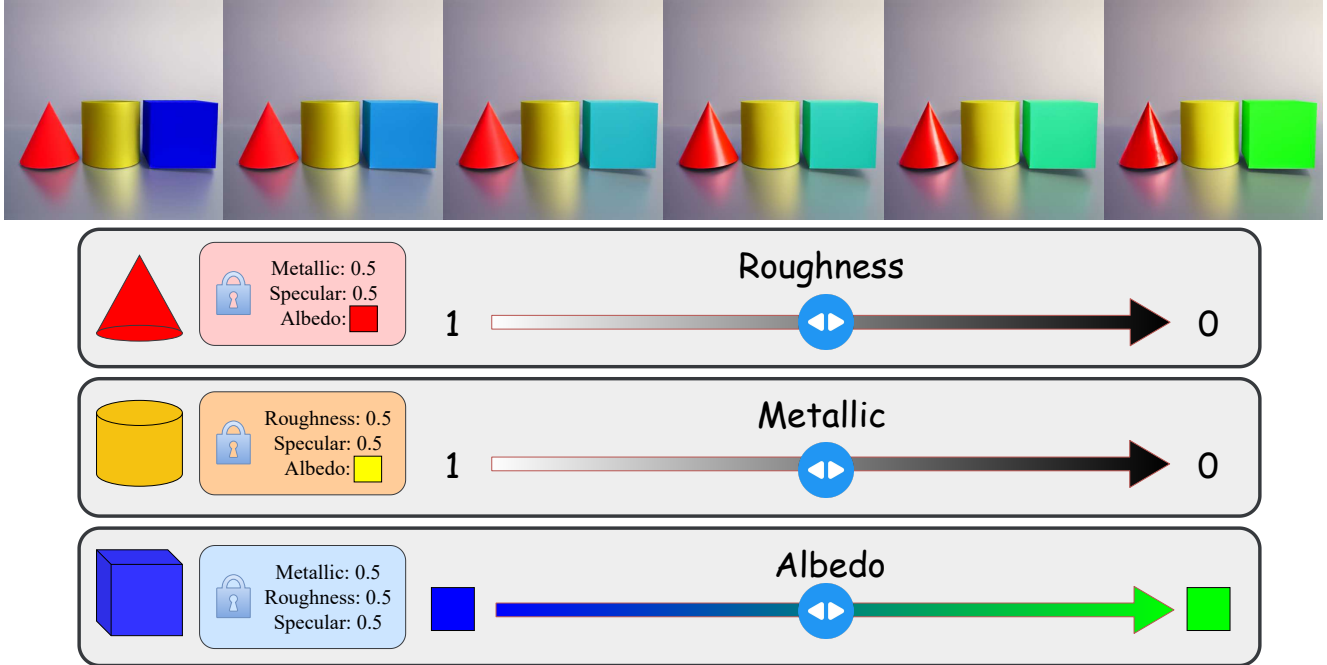 Metallic: 0.5
Specular: 0.5
Albedo:
Roughness
1
0
Roughness: 0.5
Specular: 0.5
Albedo:
Metallic
1
0
Metallic: 0.5
Roughness: 0.5
Specular: 0.5
Albedo